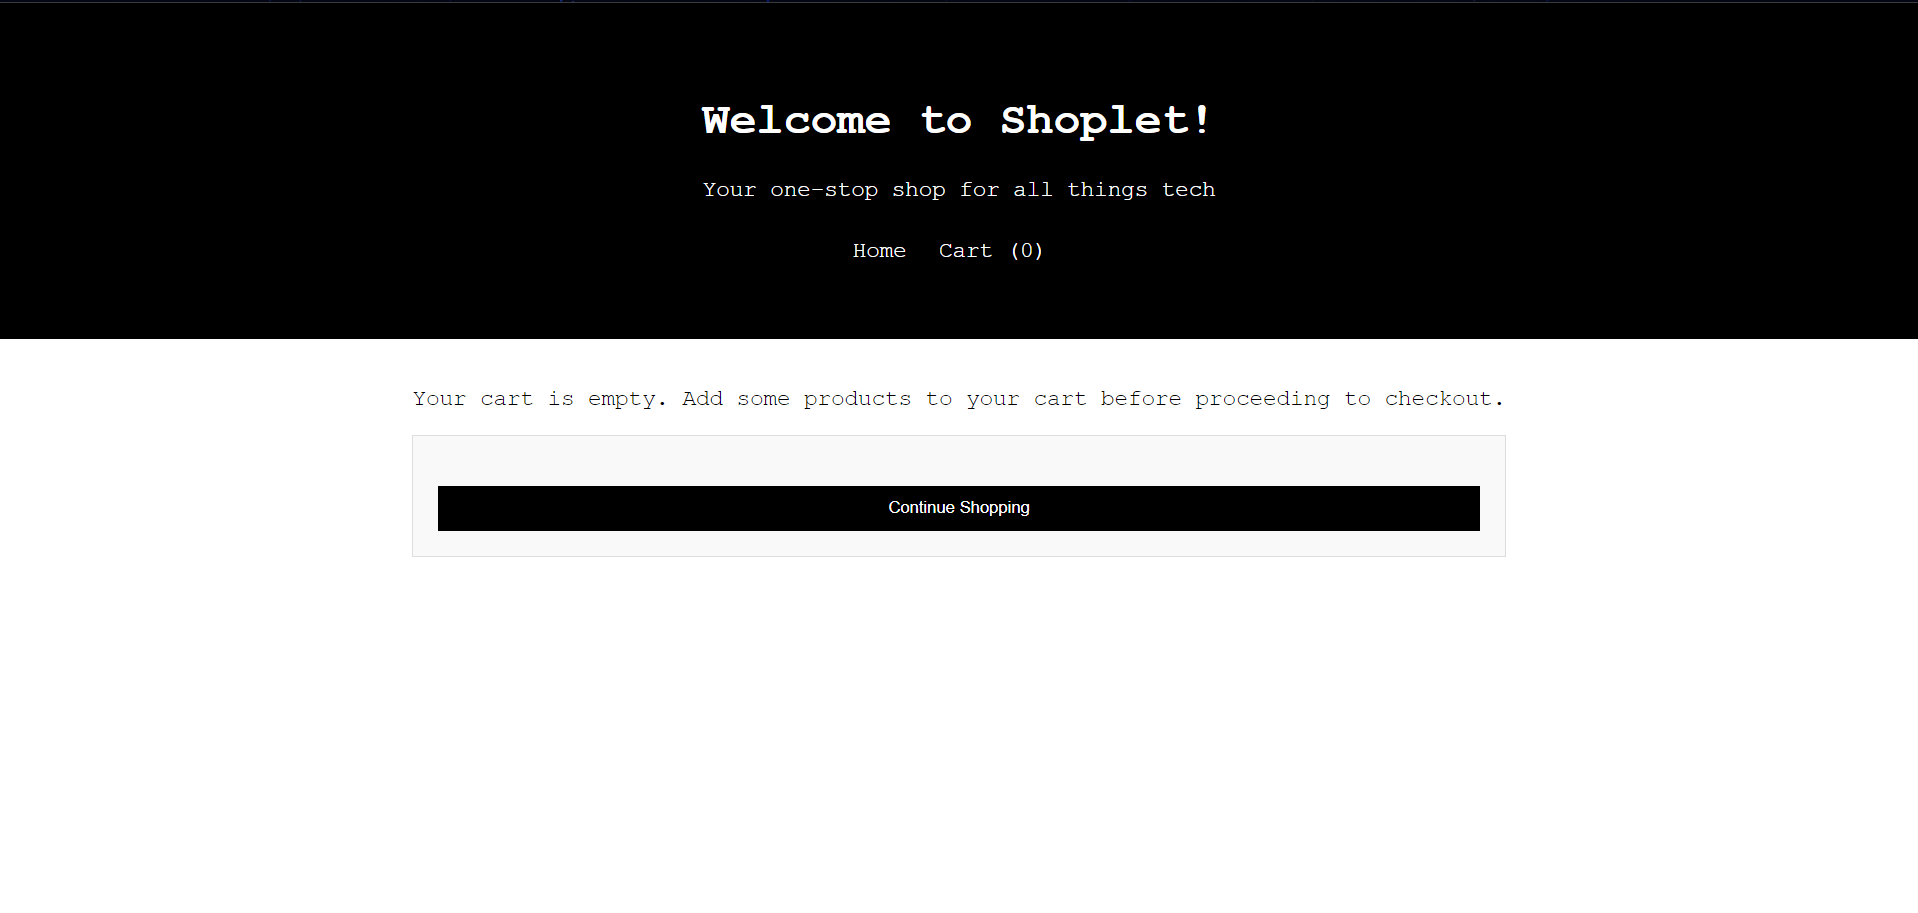 Welcome to Shoplet!
Your one-stop shop for all things tech
Home Cart (0)
Your cart is empty. Add some products to your cart before proceeding to checkout.
Continue Shopping